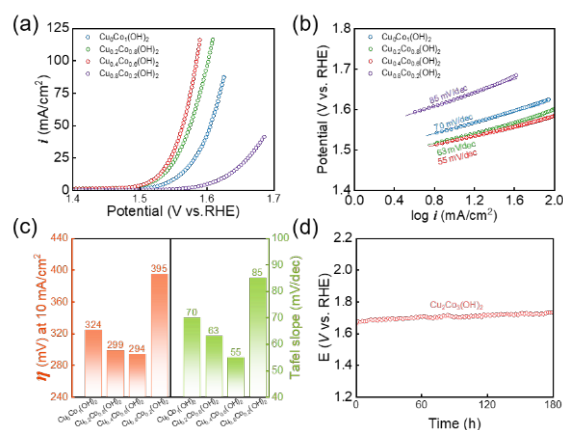 (a)
Cu₀Co₁(OH)₂
Cu₀.₂Co₀.₈(OH)₂
Cu₀.₄Co₀.₆(OH)₂
Cu₀.₈Co₀.₂(OH)₂
i (mA/cm²)
125
100
75
50
25
0
1.4 1.5 1.6 1.7
Potential (V vs.RHE)
(b)
Cu₀Co₁(OH)₂
Cu₀.₂Co₀.₈(OH)₂
Cu₀.₄Co₀.₆(OH)₂
Cu₀.₈Co₀.₂(OH)₂
85 mV/dec
70 mV/dec
63 mV/dec
55 mV/dec
Potential (V vs. RHE)
1.8
1.7
1.6
1.5
1.4
0.0 0.4 0.8 1.2 1.6 2.0
log i (mA/cm²)
(c)
η (mV) at 10 mA/cm²
440
400
360
320
280
240
324
299
294
395
70
63
55
85
100
90
80
70
60
50
40
Tafel slope (mV/dec)
(d)
Cu₂Co₃(OH)₂
E (V vs. RHE)
2.2
2.0
1.8
1.6
1.4
1.2
0 60 120 180
Time (h)